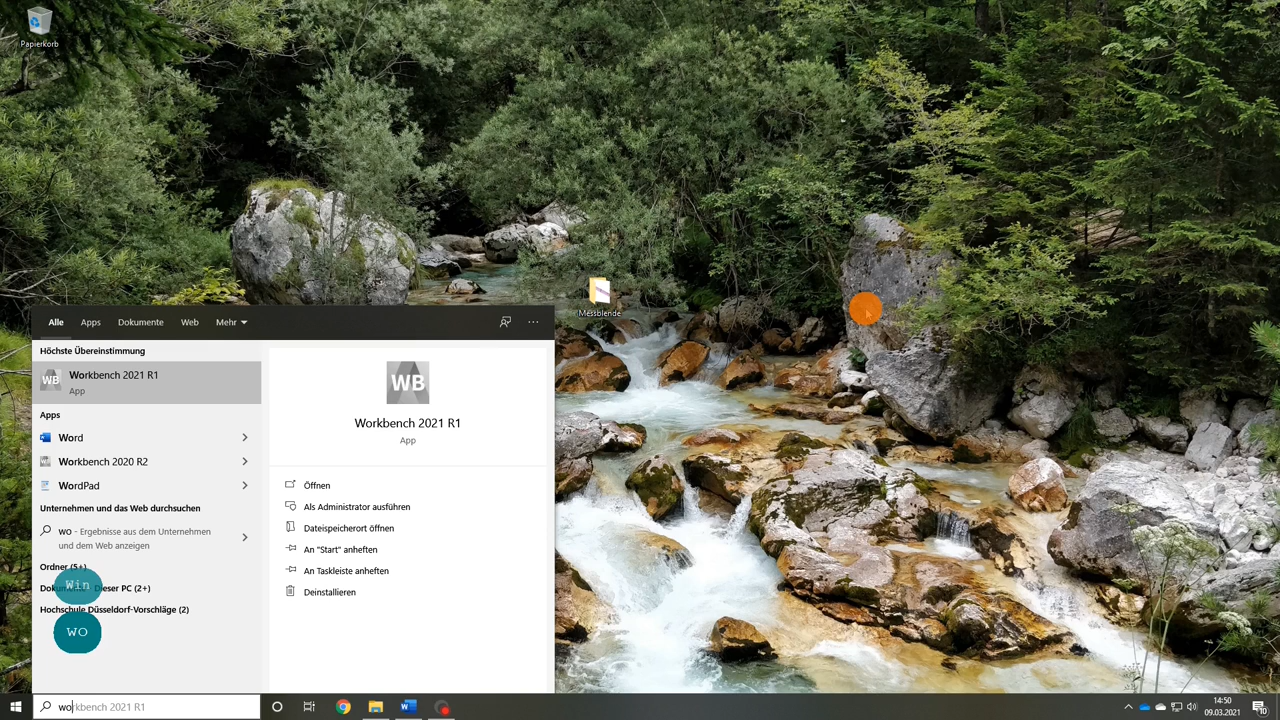 Papierkorb
Messblende
Alle Apps Dokumente Web Mehr
Höchste Übereinstimmung
WB
Workbench 2021 R1
App
Apps
Word
Workbench 2020 R2
WordPad
Unternehmen und das Web durchsuchen
wo - Ergebnisse aus dem Unternehmen
und dem Web anzeigen
Ordner (5+)
Win
Dieser PC (2+)
Hochschule Düsseldorf-Vorschläge (2)
WO
WB
Workbench 2021 R1
App
Öffnen
Als Administrator ausführen
Dateispeicherort öffnen
An "Start" anheften
An Taskleiste anheften
Deinstallieren
workbench 2021 R1
14:50
09.03.2021
10